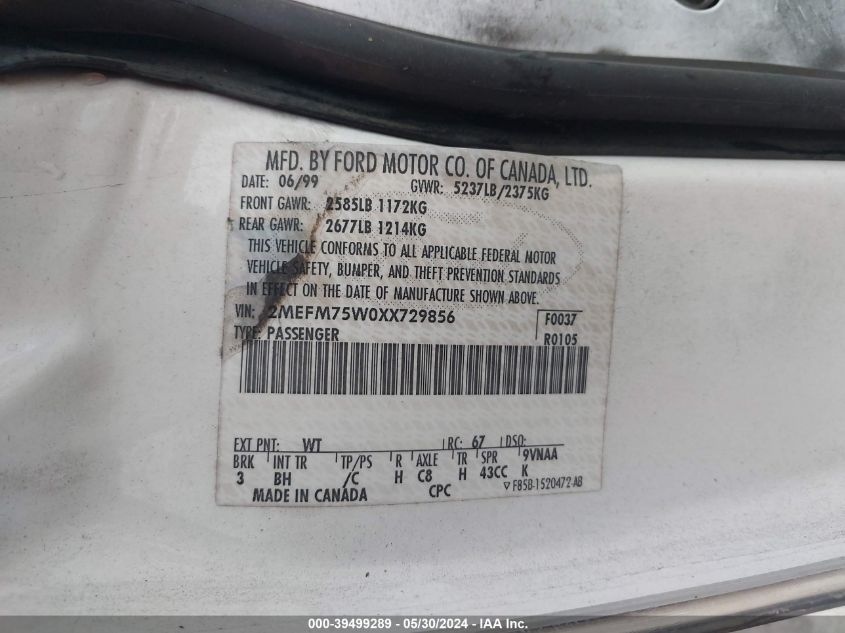 MFD. BY FORD MOTOR CO. OF CANADA, LTD.
DATE: 06/99 GVWR: 5237LB/2375KG
FRONT GAWR: 2585LB 1172KG
REAR GAWR: 2677LB 1214KG
THIS VEHICLE CONFORMS TO ALL APPLICABLE FEDERAL MOTOR
VEHICLE SAFETY, BUMPER, AND THEFT PREVENTION STANDARDS
IN EFFECT ON THE DATE OF MANUFACTURE SHOWN ABOVE.
VIN: 2MEFM75W0XX729856 F0037
TYPE: PASSENGER R0105
EXT PNT: WT RC: 67 DSO:
BRK INT TR TP/PS R AXLE TR SPR 9VNAA
3 BH /C H C8 H 43CC K
MADE IN CANADA CPC ▽ F85B-1520472-AB
000-39499289 - 05/30/2024 - IAA Inc.